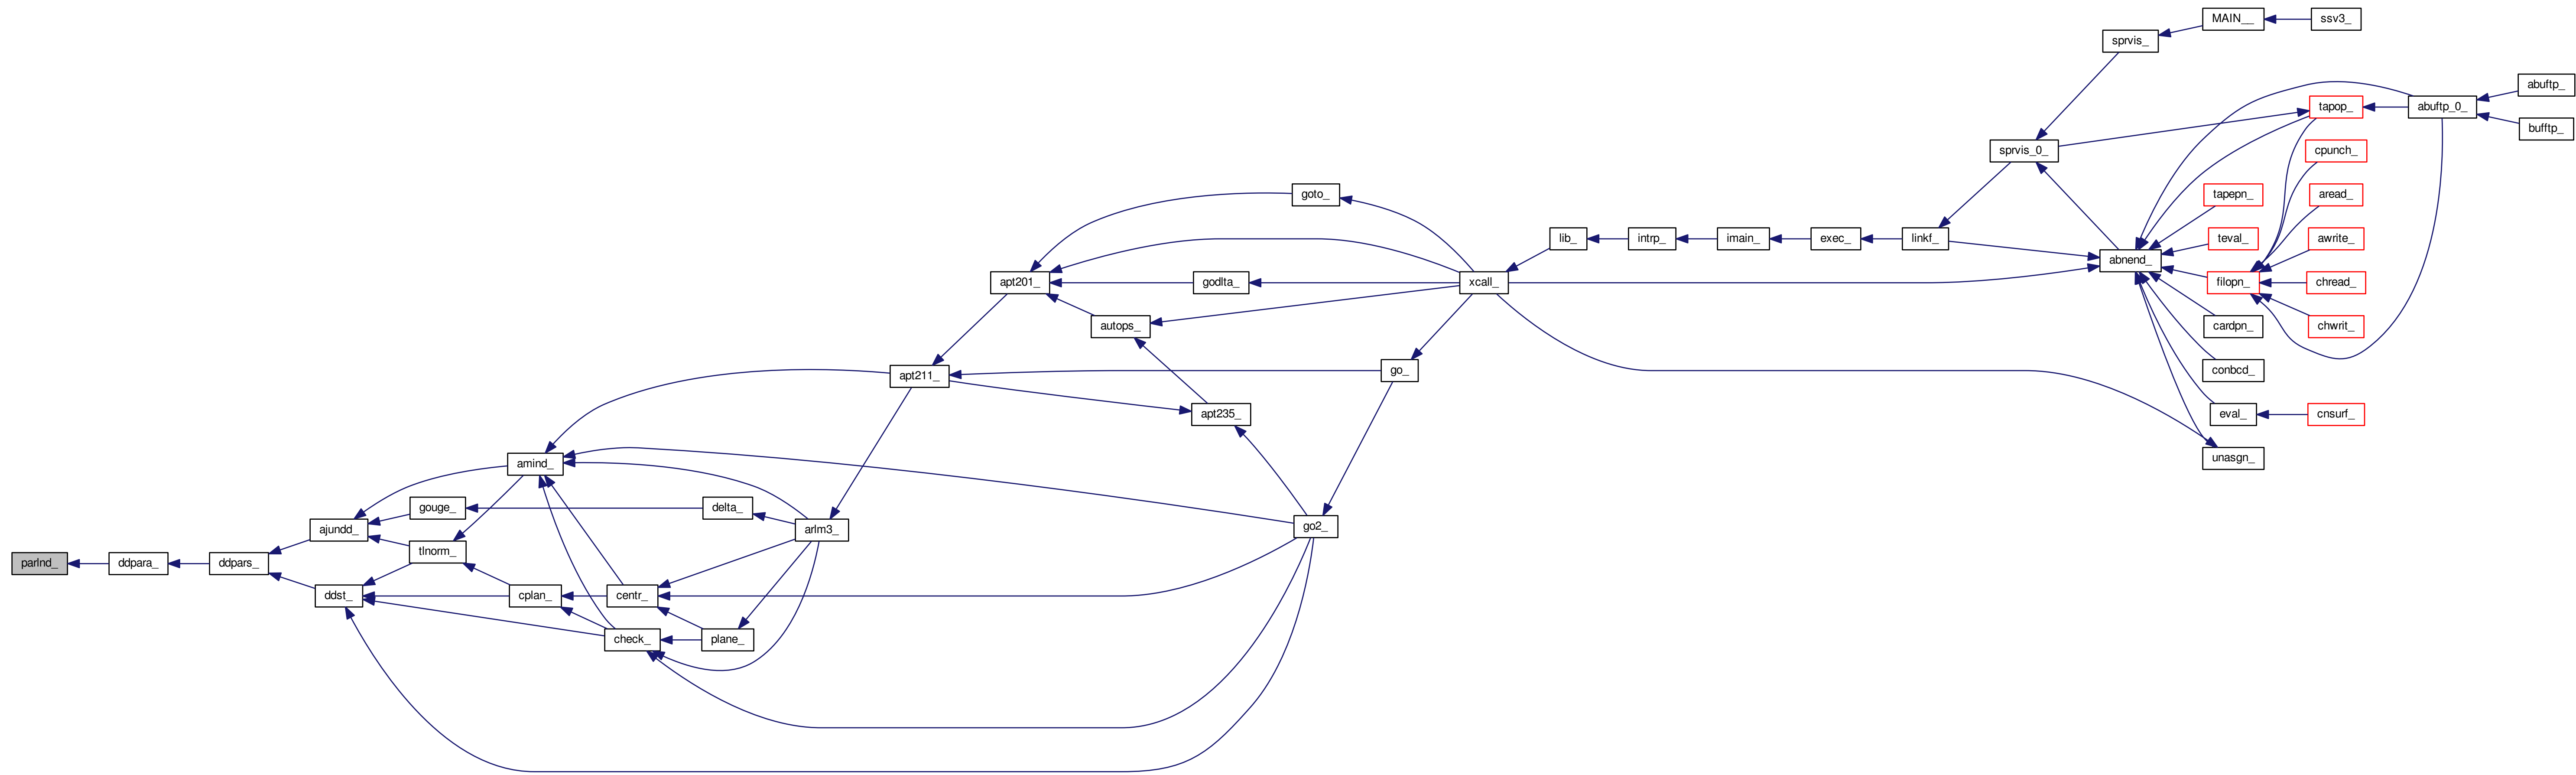 MAIN__
ssv3_
sprvis_
abuftp_
tapop_
abuftp_0_
bufftp_
sprvis_0_
cpunch_
goto_
tapepn_
aread_
lib_
intrp_
imain_
exec_
linkf_
teval_
awrite_
abnend_
apt201_
godlta_
xcall_
filopn_
chread_
autops_
cardpn_
chwrit_
apt211_
go_
conbcd_
apt235_
eval_
cnsurf_
amind_
unasgn_
gouge_
delta_
ajundd_
arlm3_
go2_
tlnorm_
parlnd_
ddpara_
ddpars_
ddst_
cplan_
centr_
check_
plane_